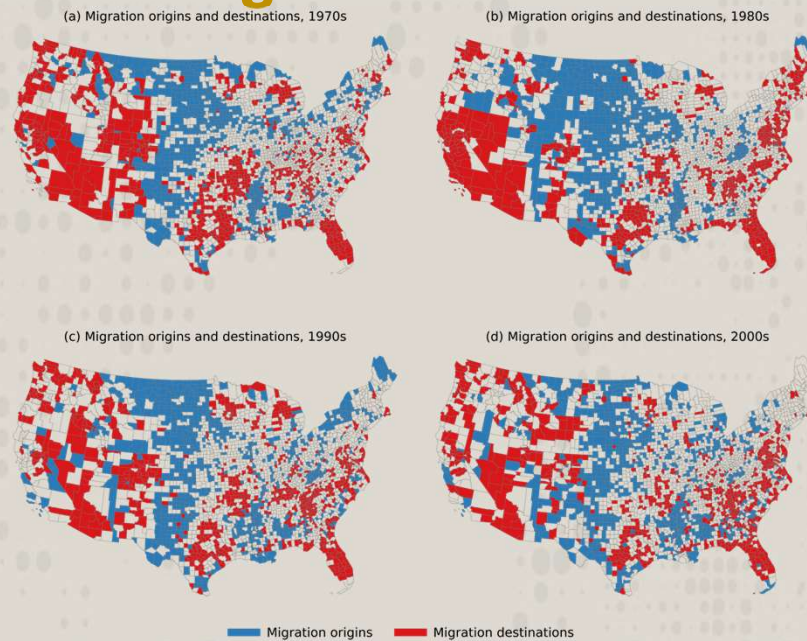 (a) Migration origins and destinations, 1970s
(b) Migration origins and destinations, 1980s
(c) Migration origins and destinations, 1990s
(d) Migration origins and destinations, 2000s
Migration origins
Migration destinations